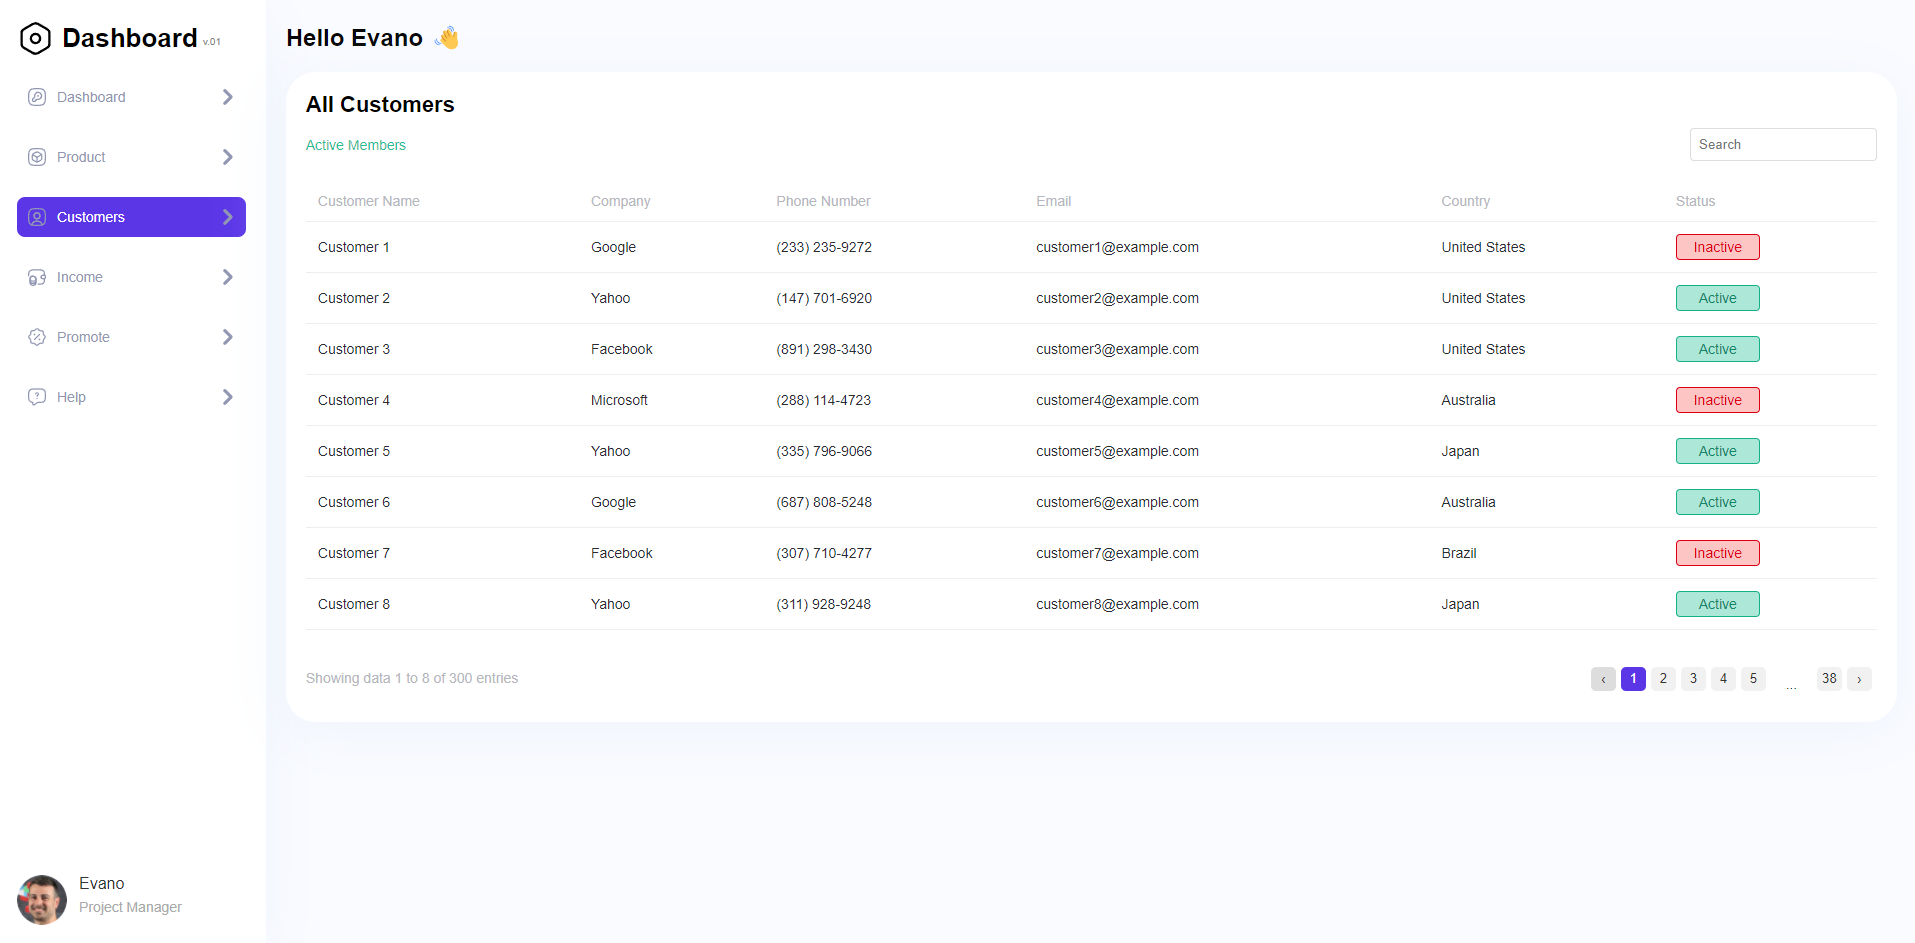 Dashboard v.01
Dashboard
Product
Customers
Income
Promote
Help
Evano
Project Manager
Hello Evano 👋
All Customers
Active Members
Search
Customer Name Company Phone Number Email Country Status
Customer 1 Google (233) 235-9272 customer1@example.com United States Inactive
Customer 2 Yahoo (147) 701-6920 customer2@example.com United States Active
Customer 3 Facebook (891) 298-3430 customer3@example.com United States Active
Customer 4 Microsoft (288) 114-4723 customer4@example.com Australia Inactive
Customer 5 Yahoo (335) 796-9066 customer5@example.com Japan Active
Customer 6 Google (687) 808-5248 customer6@example.com Australia Active
Customer 7 Facebook (307) 710-4277 customer7@example.com Brazil Inactive
Customer 8 Yahoo (311) 928-9248 customer8@example.com Japan Active
Showing data 1 to 8 of 300 entries ‹ 1 2 3 4 5 ... 38 ›